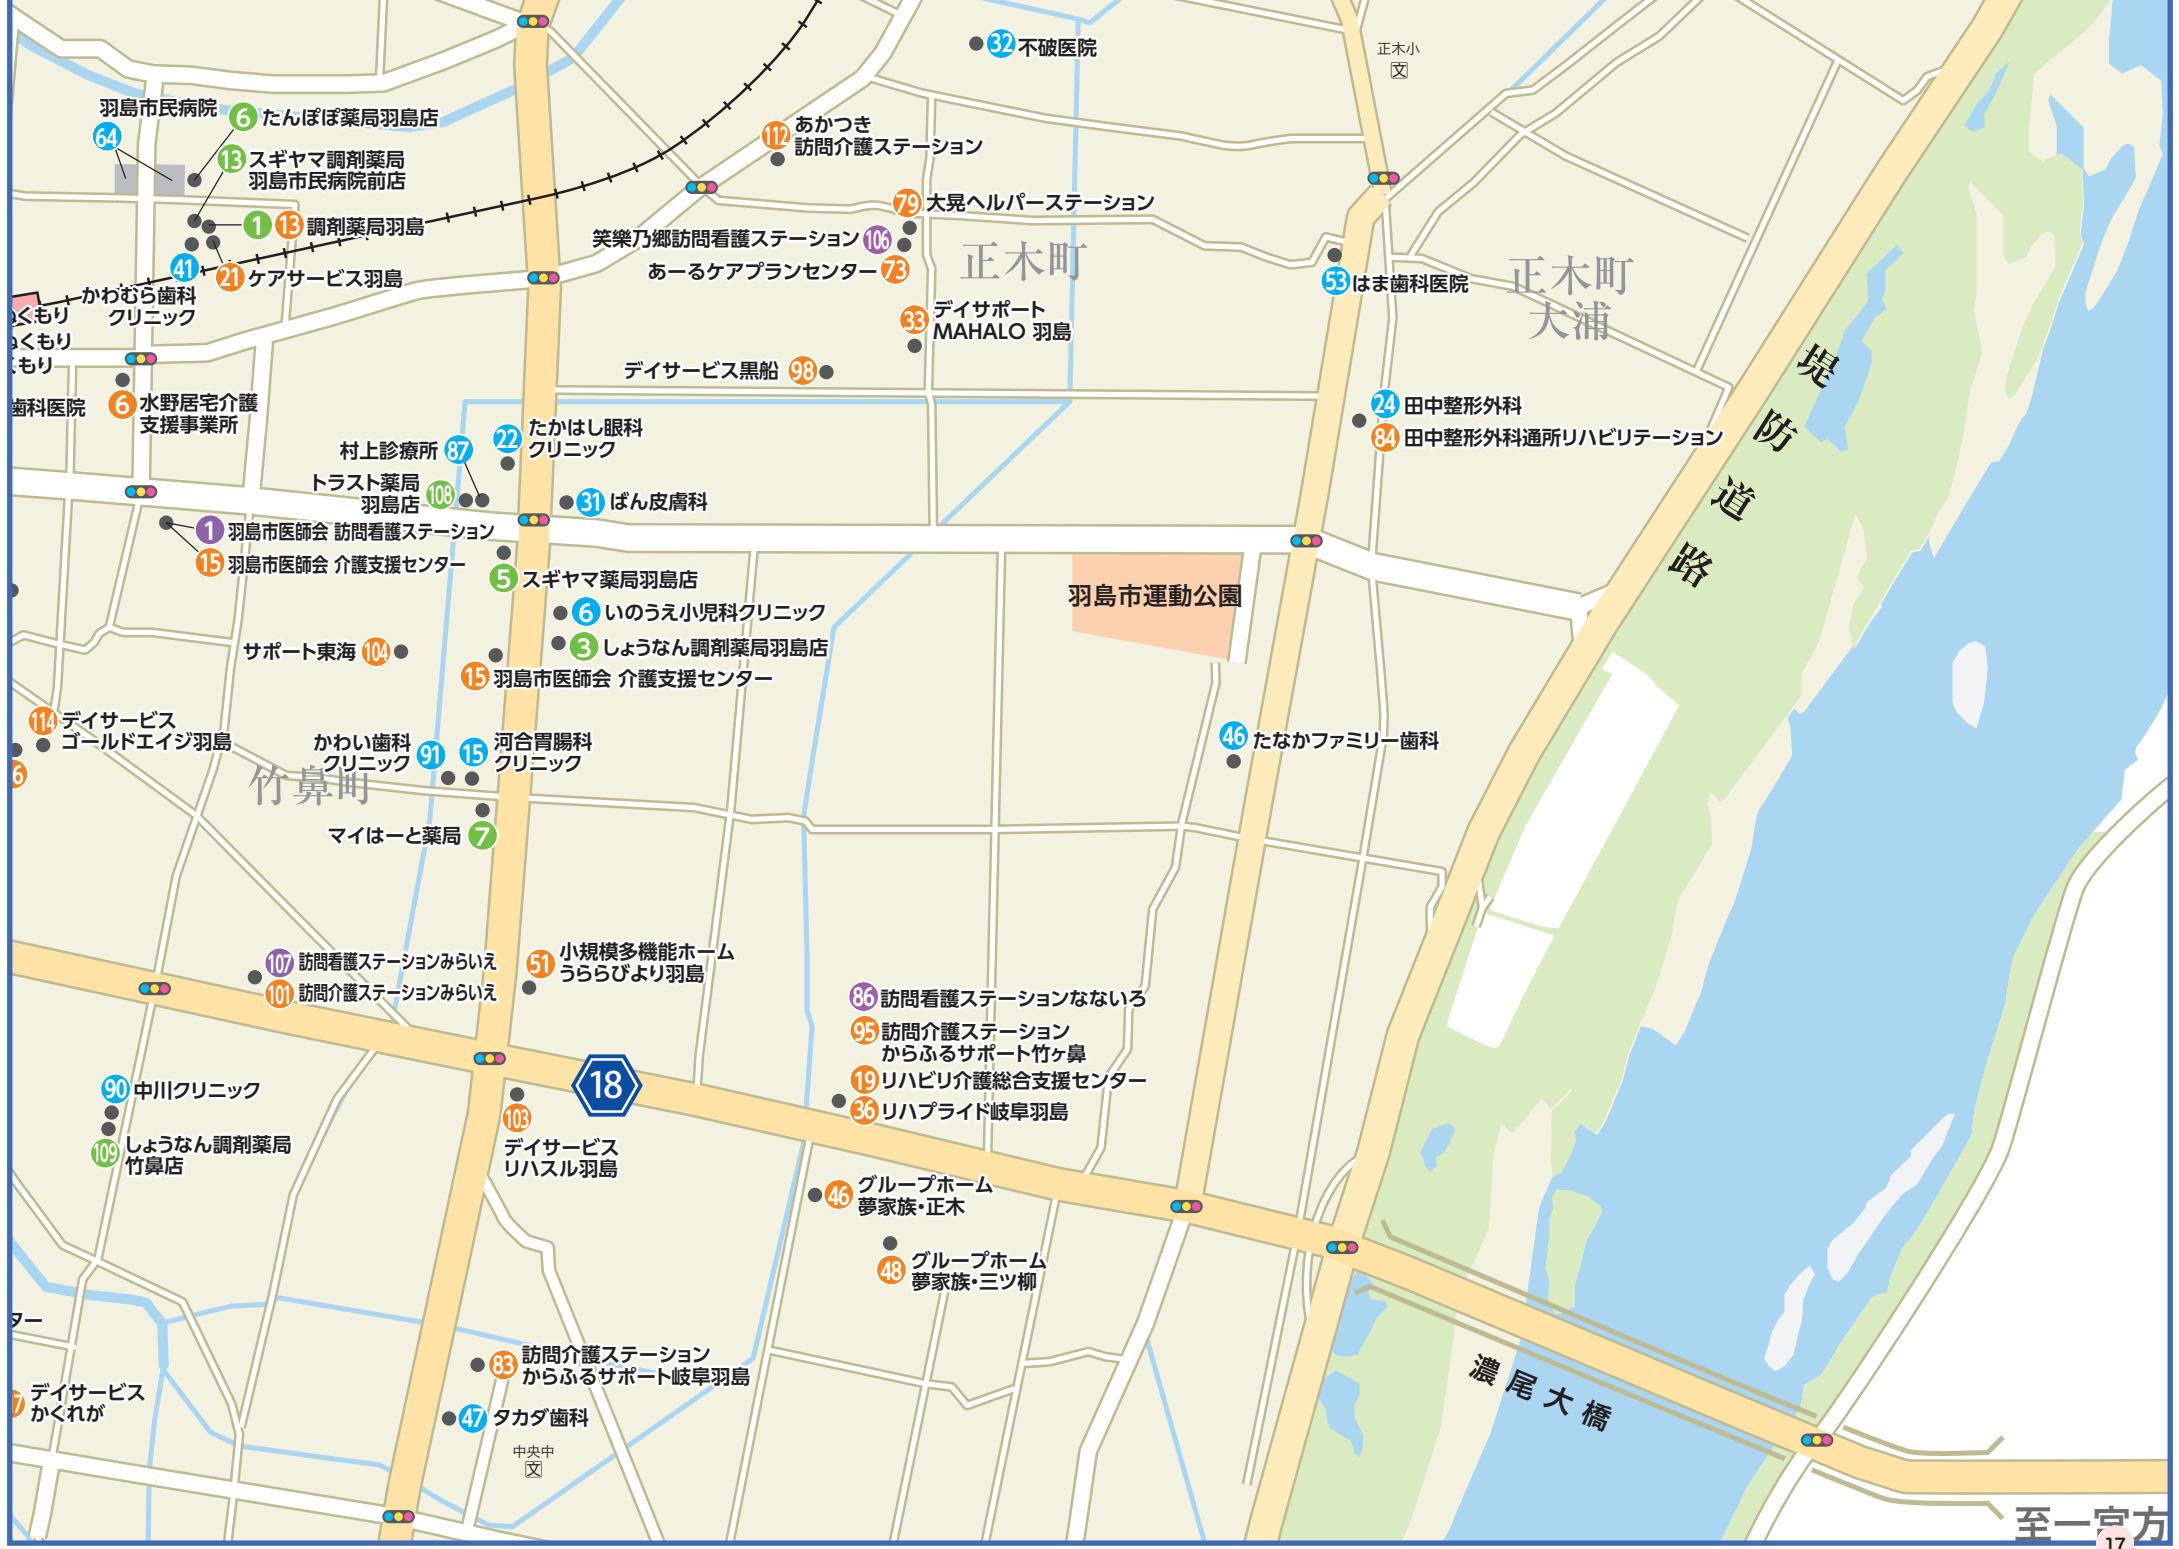 32 不破医院
正木小
文
羽島市民病院
64
6 たんぽぽ薬局羽島店
13 スギヤマ調剤薬局
羽島市民病院前店
1 13 調剤薬局羽島
41
かわむら歯科
クリニック
21 ケアサービス羽島
112 あかつき
訪問介護ステーション
79 大晃ヘルパーステーション
笑樂乃郷訪問看護ステーション 106
あーるケアプランセンター 73
正木町
53 はま歯科医院
正木町
大浦
33 デイサポート
MAHALO 羽島
デイサービス黒船 98
くもり
くもり
もり
歯科医院
6 水野居宅介護
支援事業所
24 田中整形外科
84 田中整形外科通所リハビリテーション
堤防道路
22 たかはし眼科
クリニック
村上診療所 87
トラスト薬局
羽島店 108
31 ばん皮膚科
1 羽島市医師会 訪問看護ステーション
15 羽島市医師会 介護支援センター
5 スギヤマ薬局羽島店
6 いのうえ小児科クリニック
3 しょうなん調剤薬局羽島店
羽島市運動公園
サポート東海 104
15 羽島市医師会 介護支援センター
114 デイサービス
ゴールドエイジ羽島
6
かわい歯科
クリニック 91
15 河合胃腸科
クリニック
竹鼻町
46 たなかファミリー歯科
マイはーと薬局 7
107 訪問看護ステーションみらいえ
101 訪問介護ステーションみらいえ
51 小規模多機能ホーム
うららびより羽島
86 訪問看護ステーションなないろ
95 訪問介護ステーション
からふるサポート竹ヶ鼻
19 リハビリ介護総合支援センター
36 リハプライド岐阜羽島
18
90 中川クリニック
109 しょうなん調剤薬局
竹鼻店
103
デイサービス
リハスル羽島
46 グループホーム
夢家族・正木
48 グループホーム
夢家族・三ツ柳
ター
7 デイサービス
かくれが
83 訪問介護ステーション
からふるサポート岐阜羽島
47 タカダ歯科
中央中
文
濃尾大橋
至一宮方
17